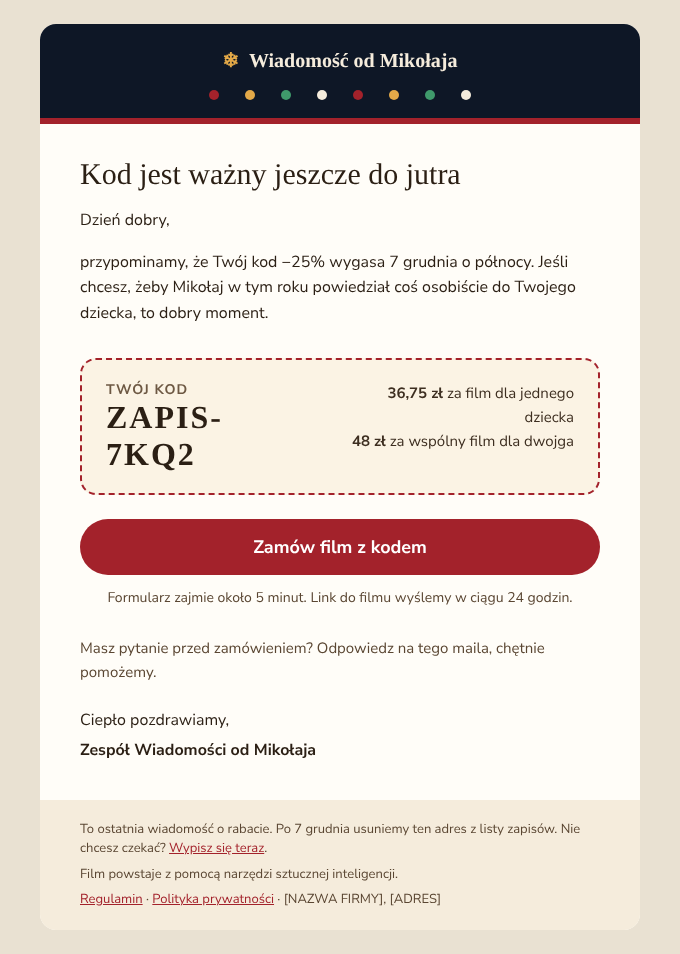 ❄ Wiadomość od Mikołaja
Kod jest ważny jeszcze do jutra
Dzień dobry,
przypominamy, że Twój kod −25% wygasa 7 grudnia o północy. Jeśli
chcesz, żeby Mikołaj w tym roku powiedział coś osobiście do Twojego
dziecka, to dobry moment.
TWÓJ KOD
ZAPIS-
7KQ2
36,75 zł za film dla jednego
dziecka
48 zł za wspólny film dla dwojga
Zamów film z kodem
Formularz zajmie około 5 minut. Link do filmu wyślemy w ciągu 24 godzin.
Masz pytanie przed zamówieniem? Odpowiedz na tego maila, chętnie
pomożemy.
Ciepło pozdrawiamy,
Zespół Wiadomości od Mikołaja
To ostatnia wiadomość o rabacie. Po 7 grudnia usuniemy ten adres z listy zapisów. Nie
chcesz czekać? Wypisz się teraz.
Film powstaje z pomocą narzędzi sztucznej inteligencji.
Regulamin · Polityka prywatności · [NAZWA FIRMY], [ADRES]